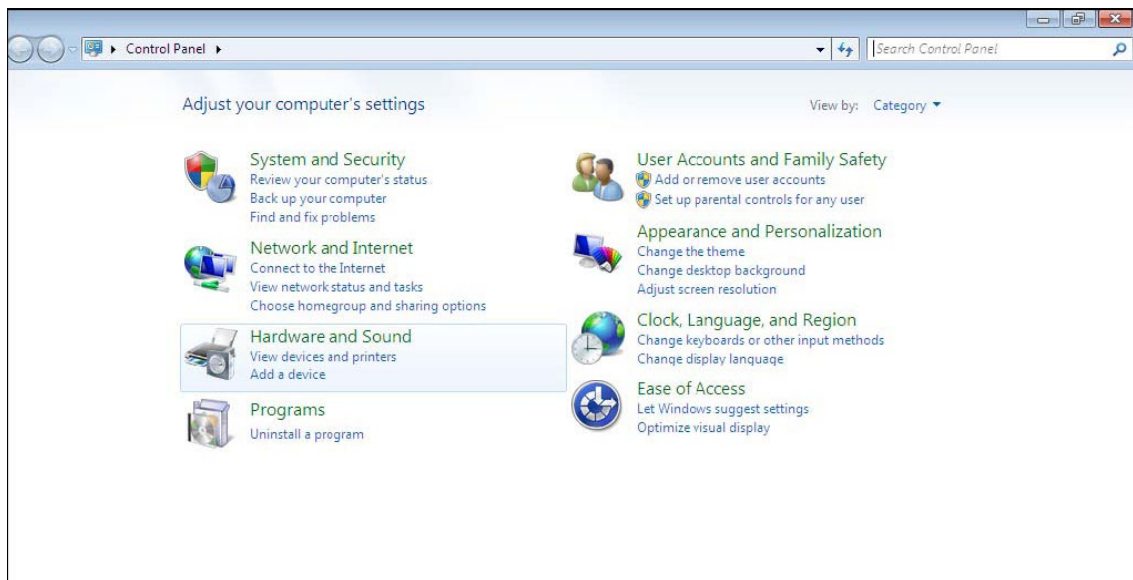 Control Panel
Search Control Panel
Adjust your computer's settings
View by: Category
System and Security
Review your computer's status
Back up your computer
Find and fix problems
Network and Internet
Connect to the Internet
View network status and tasks
Choose homegroup and sharing options
Hardware and Sound
View devices and printers
Add a device
Programs
Uninstall a program
User Accounts and Family Safety
Add or remove user accounts
Set up parental controls for any user
Appearance and Personalization
Change the theme
Change desktop background
Adjust screen resolution
Clock, Language, and Region
Change keyboards or other input methods
Change display language
Ease of Access
Let Windows suggest settings
Optimize visual display